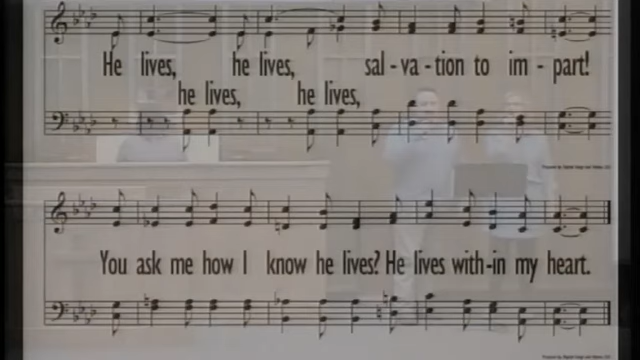 He lives, he lives, sal - va - tion to im - part!
he lives, he lives,
You ask me how I know he lives? He lives with-in my heart.